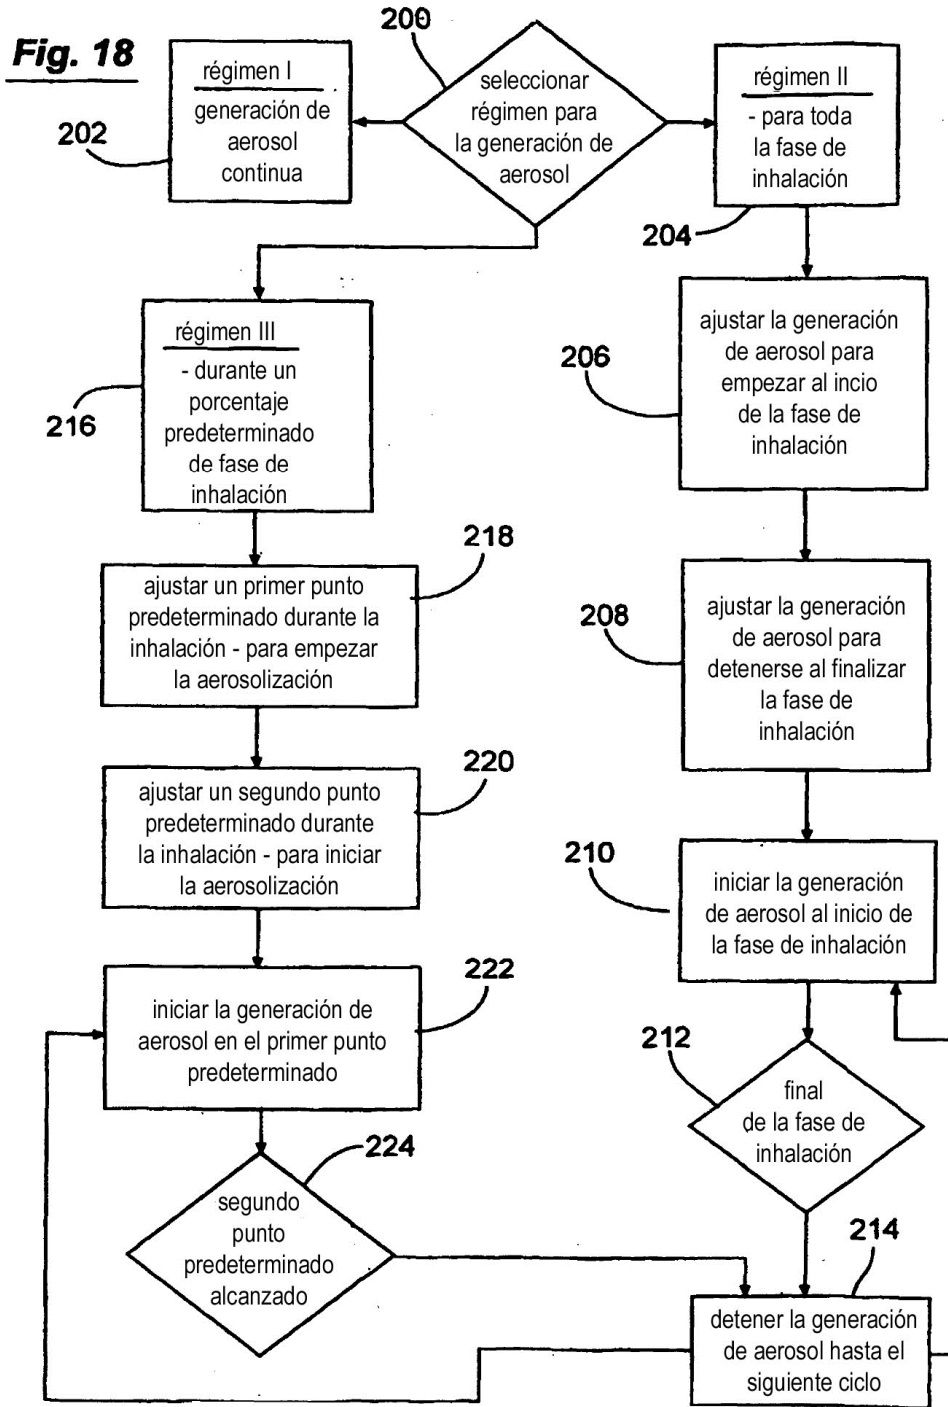 Fig. 18
200
seleccionar
régimen para
la generación de
aerosol
régimen I
generación de
aerosol
continua
202
régimen II
- para toda
la fase de
inhalación
204
ajustar la generación
de aerosol para
empezar al incio
de la fase de
inhalación
206
ajustar la generación
de aerosol para
detenerse al finalizar
la fase de
inhalación
208
iniciar la generación
de aerosol al inicio de
la fase de inhalación
210
final
de la fase de
inhalación
212
detener la generación
de aerosol hasta el
siguiente ciclo
214
régimen III
- durante un
porcentaje
predeterminado
de fase de
inhalación
216
ajustar un primer punto
predeterminado durante la
inhalación - para empezar
la aerosolización
218
ajustar un segundo punto
predeterminado durante
la inhalación - para iniciar
la aerosolización
220
iniciar la generación de
aerosol en el primer punto
predeterminado
222
segundo
punto
predeterminado
alcanzado
224